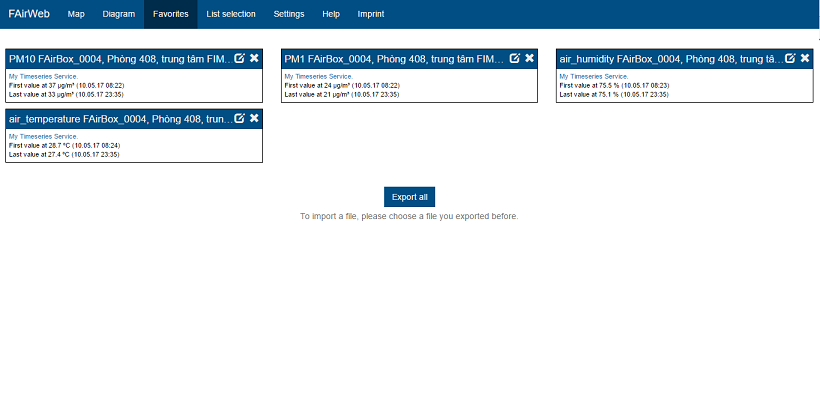 FAirWeb Map Diagram Favorites List selection Settings Help Imprint
PM10 FAirBox_0004, Phòng 408, trung tâm FIM...
My Timeseries Service.
First value at 37 µg/m³ (10.05.17 08:22)
Last value at 33 µg/m³ (10.05.17 23:35)
PM1 FAirBox_0004, Phòng 408, trung tâm FIM...
My Timeseries Service.
First value at 24 µg/m³ (10.05.17 08:22)
Last value at 21 µg/m³ (10.05.17 23:35)
air_humidity FAirBox_0004, Phòng 408, trung tâ...
My Timeseries Service.
First value at 75.5 % (10.05.17 08:23)
Last value at 75.1 % (10.05.17 23:35)
air_temperature FAirBox_0004, Phòng 408, trun...
My Timeseries Service.
First value at 28.7 °C (10.05.17 08:24)
Last value at 27.4 °C (10.05.17 23:35)
Export all
To import a file, please choose a file you exported before.